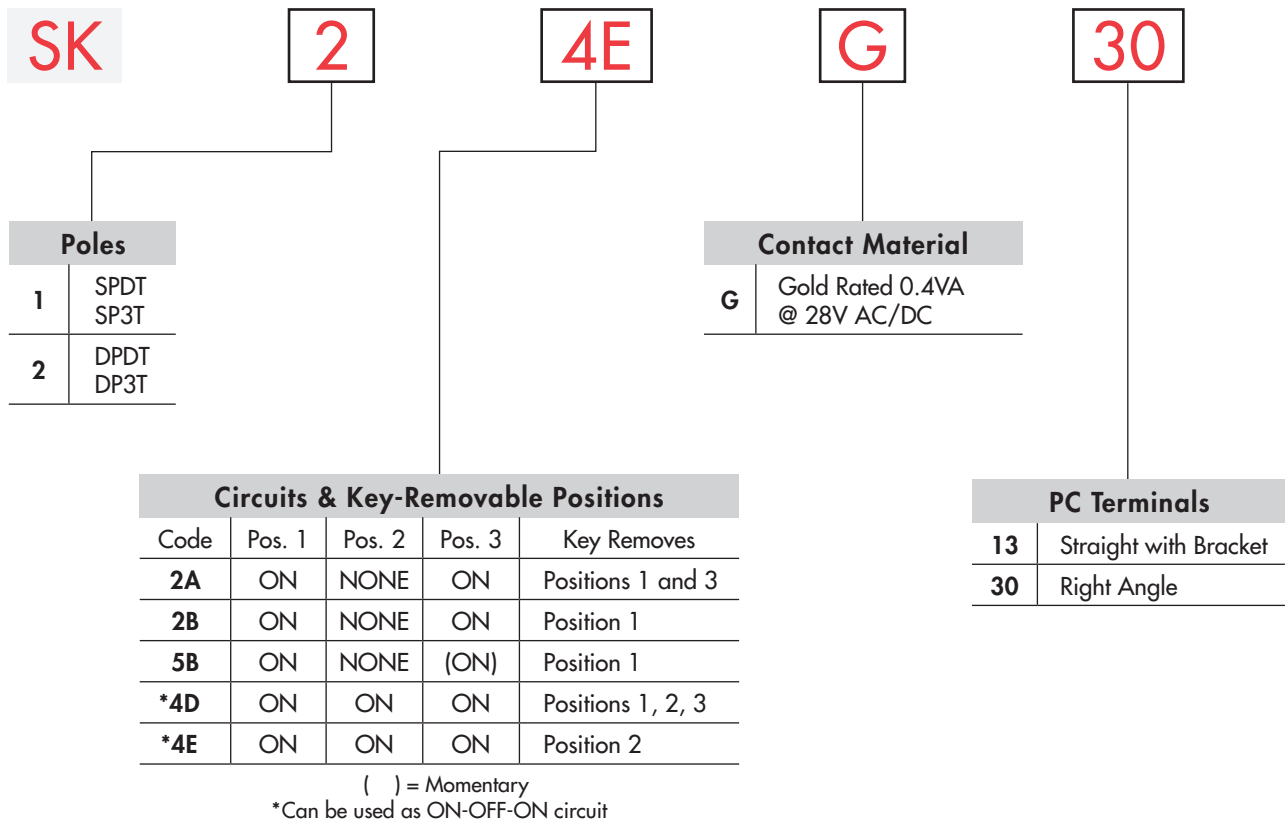 SK 2 4E G 30
Poles
1 SPDT
SP3T
2 DPDT
DP3T
Contact Material
G Gold Rated 0.4VA
@ 28V AC/DC
Circuits & Key-Removable Positions
Code Pos. 1 Pos. 2 Pos. 3 Key Removes
2A ON NONE ON Positions 1 and 3
2B ON NONE ON Position 1
5B ON NONE (ON) Position 1
*4D ON ON ON Positions 1, 2, 3
*4E ON ON ON Position 2
( ) = Momentary
*Can be used as ON-OFF-ON circuit
PC Terminals
13 Straight with Bracket
30 Right Angle